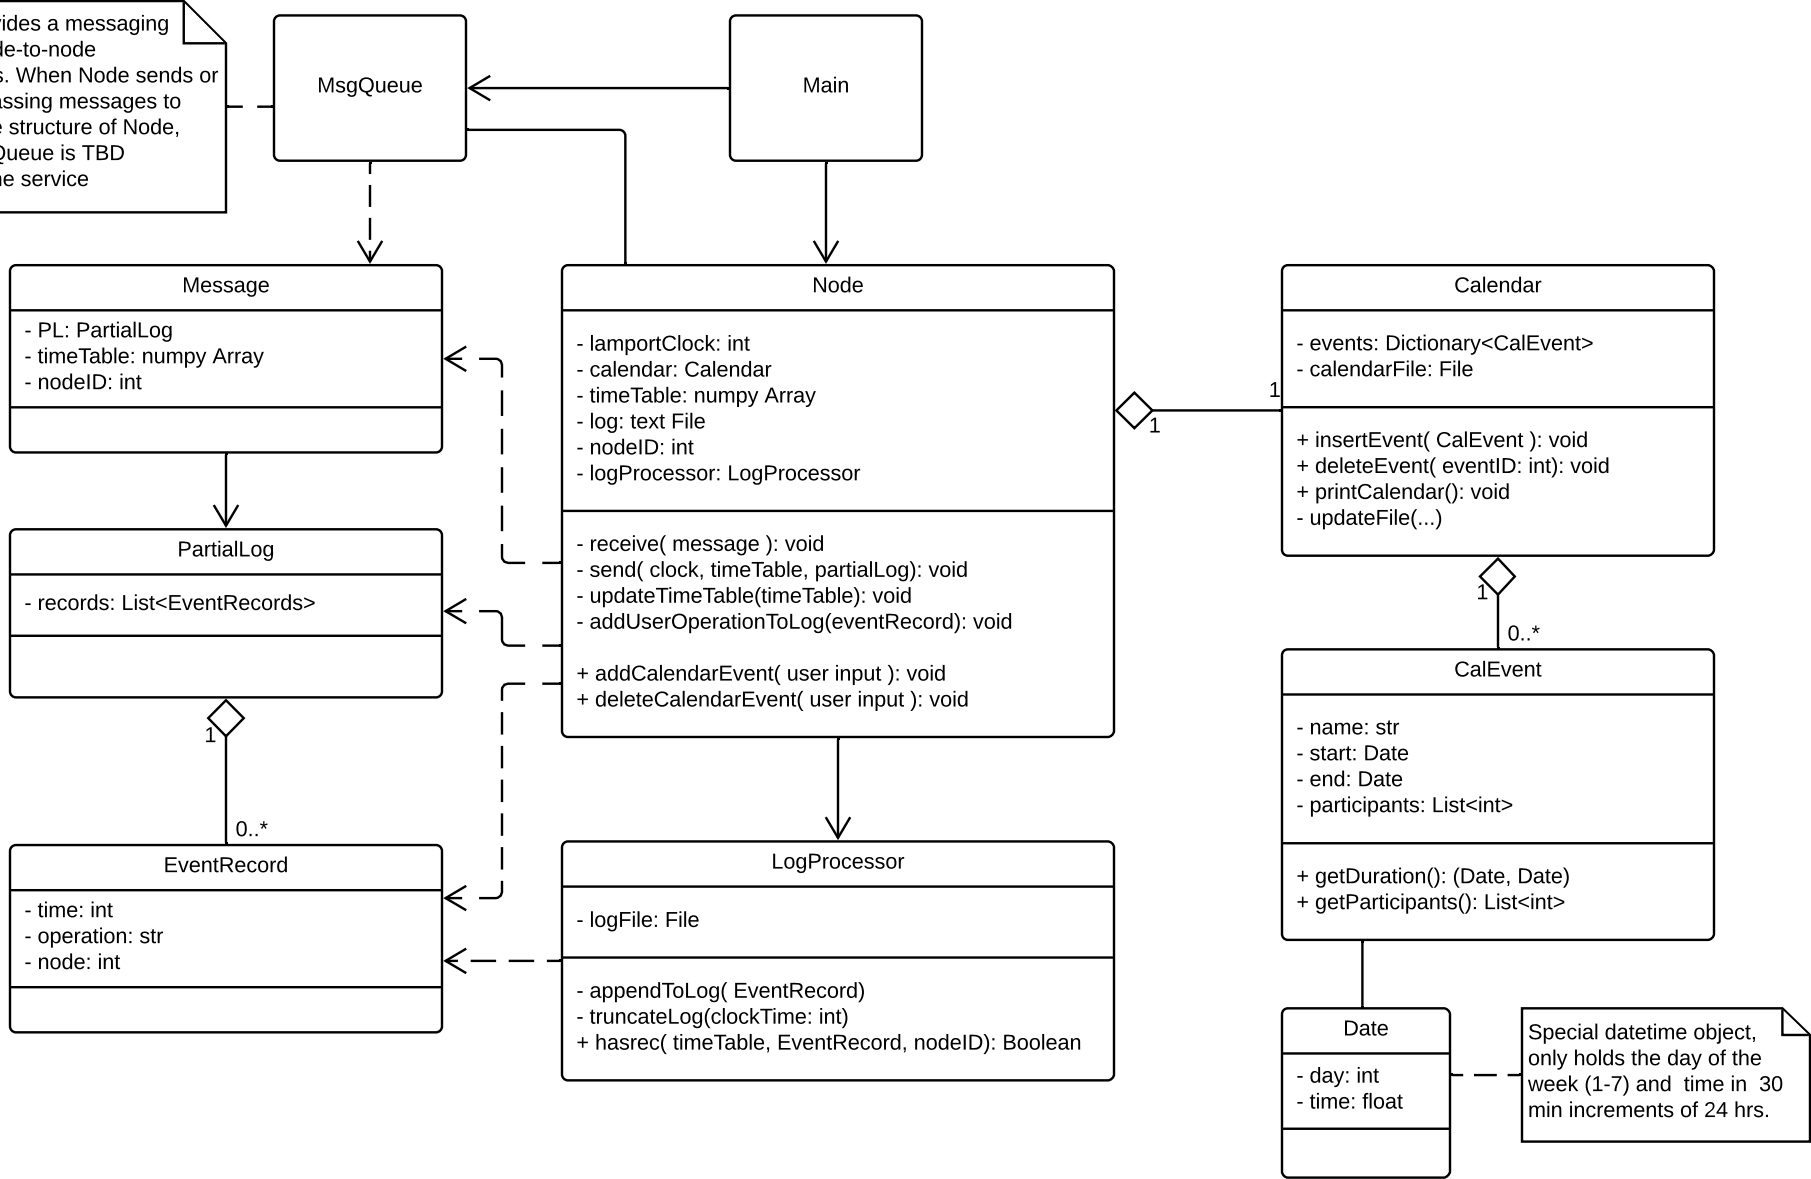 a messaging
s. When Node sends or
messages to
structure of Node,
is TBD
service
MsgQueue
Main
Message
- PL: PartialLog
- timeTable: numpy Array
- nodeID: int
PartialLog
- records: List<EventRecords>
1
0..*
EventRecord
- time: int
- operation: str
- node: int
Node
- lamportClock: int
- calendar: Calendar
- timeTable: numpy Array
- log: text File
- nodeID: int
- logProcessor: LogProcessor
- receive( message ): void
- send( clock, timeTable, partialLog): void
- updateTimeTable(timeTable): void
- addUserOperationToLog(eventRecord): void
+ addCalendarEvent( user input ): void
+ deleteCalendarEvent( user input ): void
LogProcessor
- logFile: File
- appendToLog( EventRecord)
- truncateLog(clockTime: int)
+ hasrec( timeTable, EventRecord, nodeID): Boolean
1
1
Calendar
- events: Dictionary<CalEvent>
- calendarFile: File
+ insertEvent( CalEvent ): void
+ deleteEvent( eventID: int): void
+ printCalendar(): void
- updateFile(...)
1
0..*
CalEvent
- name: str
- start: Date
- end: Date
- participants: List<int>
+ getDuration(): (Date, Date)
+ getParticipants(): List<int>
Date
- day: int
- time: float
Special datetime object,
only holds the day of the
week (1-7) and  time in  30
min increments of 24 hrs.